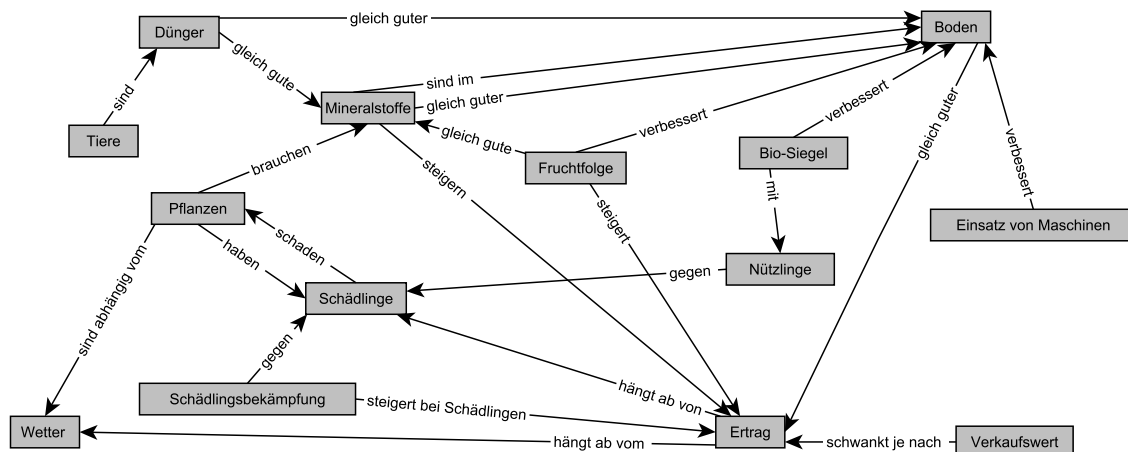 gleich guter
Dünger
Boden
gleich gute
sind
sind im
Mineralstoffe
gleich guter
verbessert
verbessert
gleich guter
Tiere
gleich gute
brauchen
steigern
Fruchtfolge
Bio-Siegel
verbessert
mit
Pflanzen
steigert
Einsatz von Maschinen
haben
schaden
gegen
Nützlinge
sind abhängig vom
Schädlinge
gegen
Schädlingsbekämpfung
steigert bei Schädlingen
hängt ab von
Wetter
hängt ab vom
Ertrag
schwankt je nach
Verkaufswert